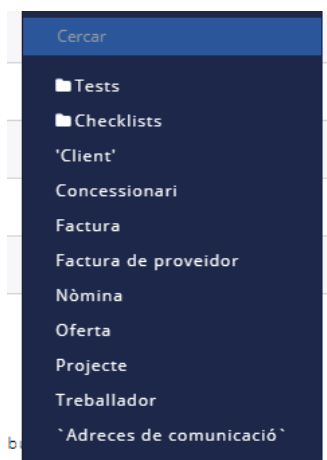 Cercar
Tests
Checklists
'Client'
Concessionari
Factura
Factura de proveidor
Nòmina
Oferta
Projecte
Treballador
`Adreces de comunicació`